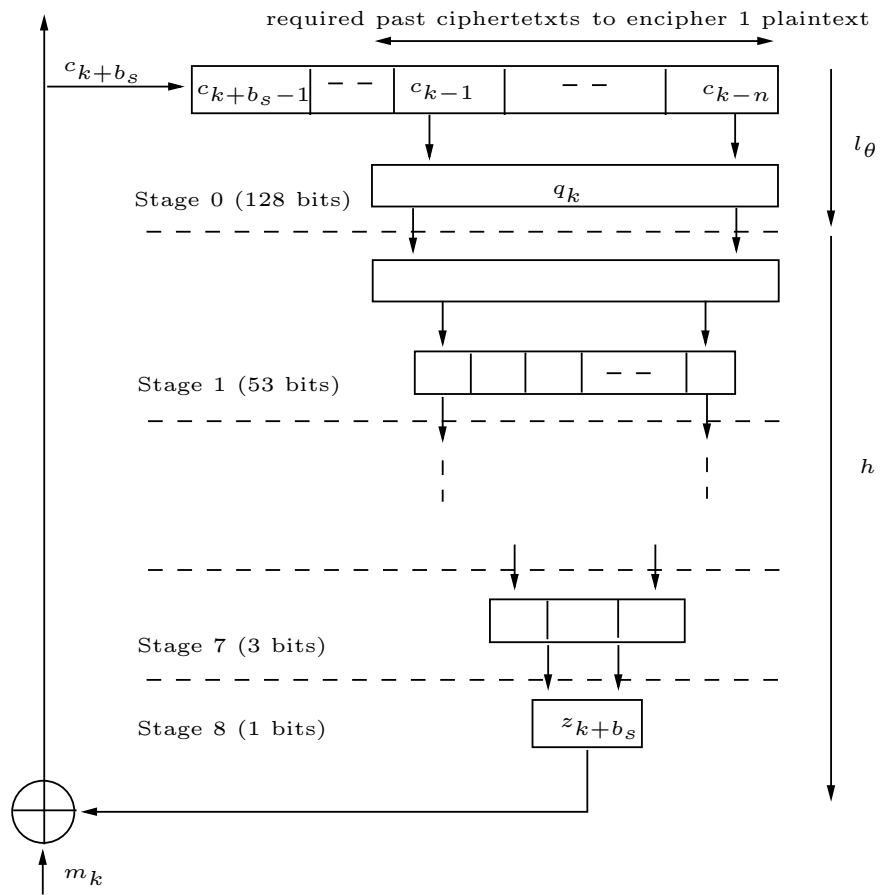 required past ciphertetxts to encipher 1 plaintext
c_{k+b_s}
c_{k+b_s-1} – – c_{k-1} – – c_{k-n}
l_θ
Stage 0 (128 bits)
q_k
Stage 1 (53 bits)
– –
h
Stage 7 (3 bits)
Stage 8 (1 bits)
z_{k+b_s}
m_k